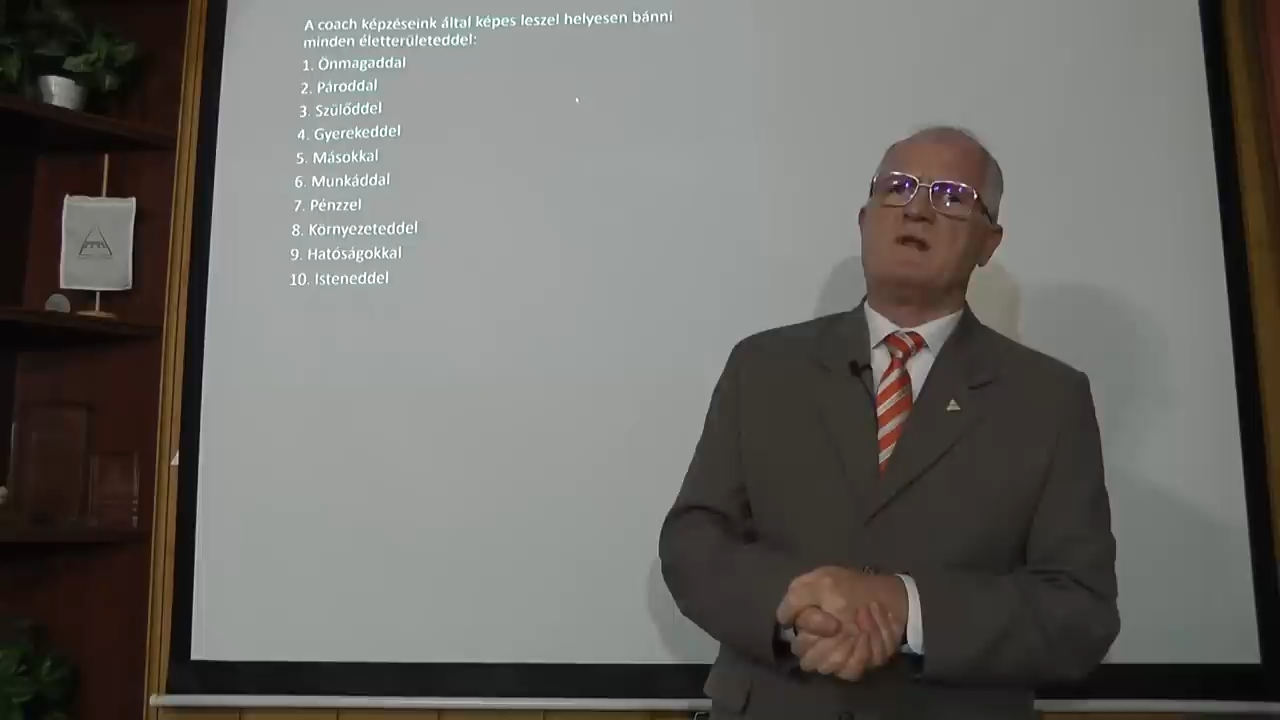 A coach képzéseink által képes leszel helyesen bánni
minden életterületeddel:
1. Önmagaddal
2. Pároddal
3. Szülőddel
4. Gyerekeddel
5. Másokkal
6. Munkáddal
7. Pénzzel
8. Környezeteddel
9. Hatóságokkal
10. Isteneddel